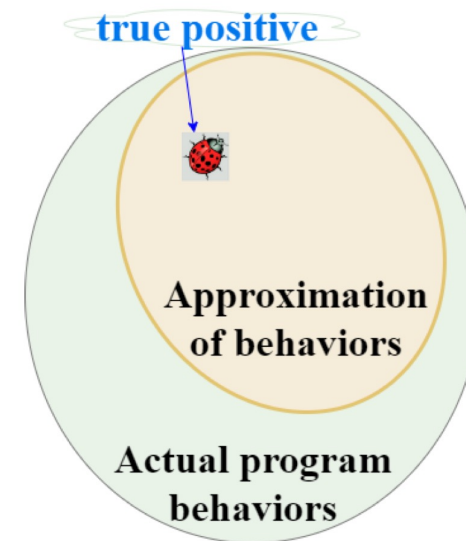 true positive
Approximation
of behaviors
Actual program
behaviors